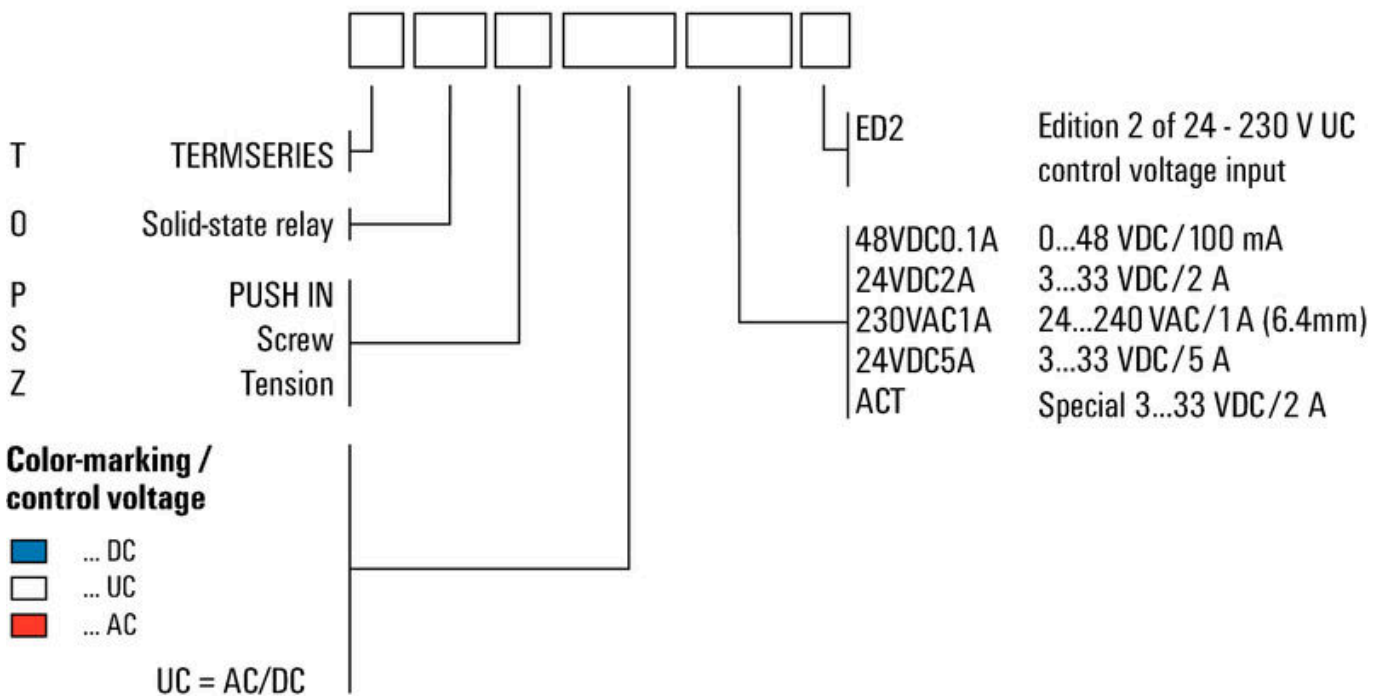 T TERMSERIES
O Solid-state relay
P PUSH IN
S Screw
Z Tension
Color-marking /
control voltage
... DC
... UC
... AC
UC = AC/DC
ED2 Edition 2 of 24 - 230 V UC
control voltage input
48VDC0.1A 0...48 VDC/100 mA
24VDC2A 3...33 VDC/2 A
230VAC1A 24...240 VAC/1A (6.4mm)
24VDC5A 3...33 VDC/5 A
ACT Special 3...33 VDC/2 A